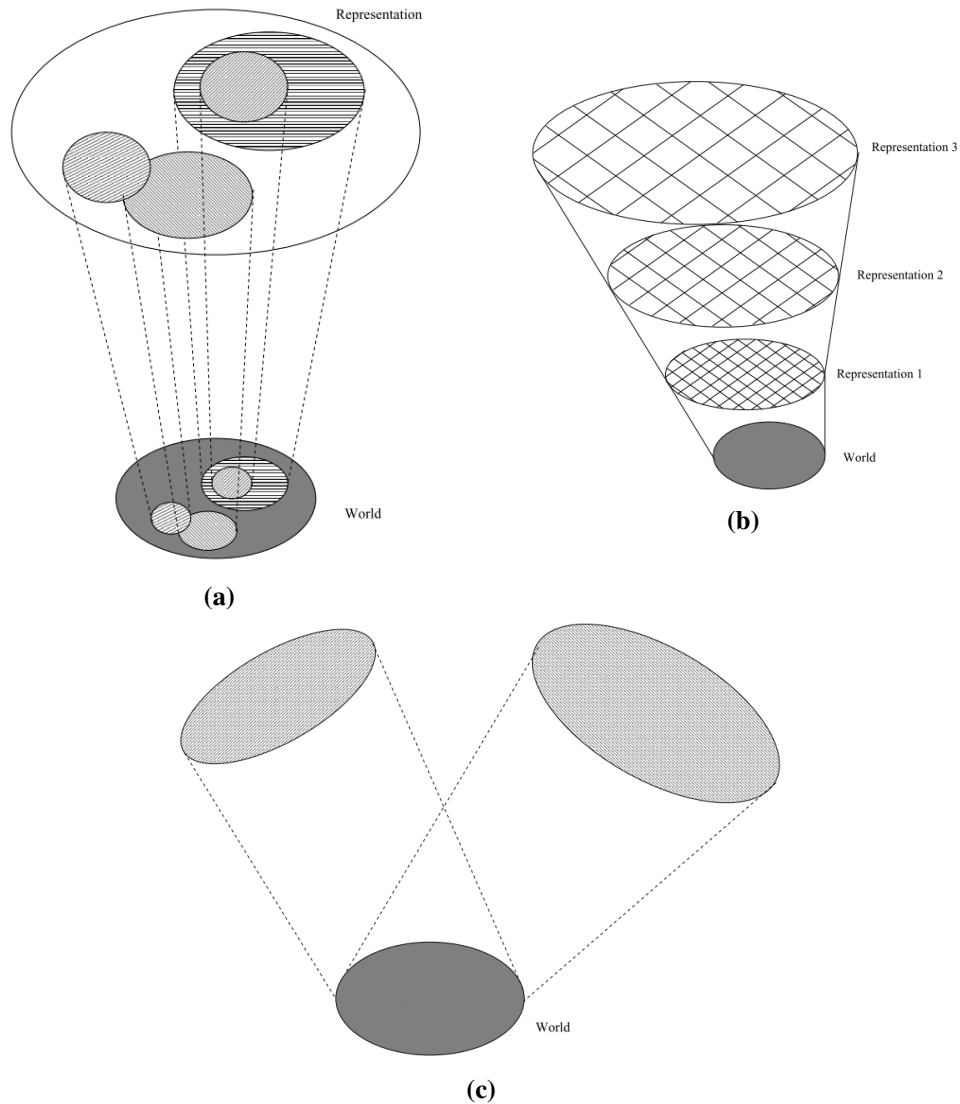 Representation
World
(a)
Representation 3
Representation 2
Representation 1
World
(b)
World
(c)